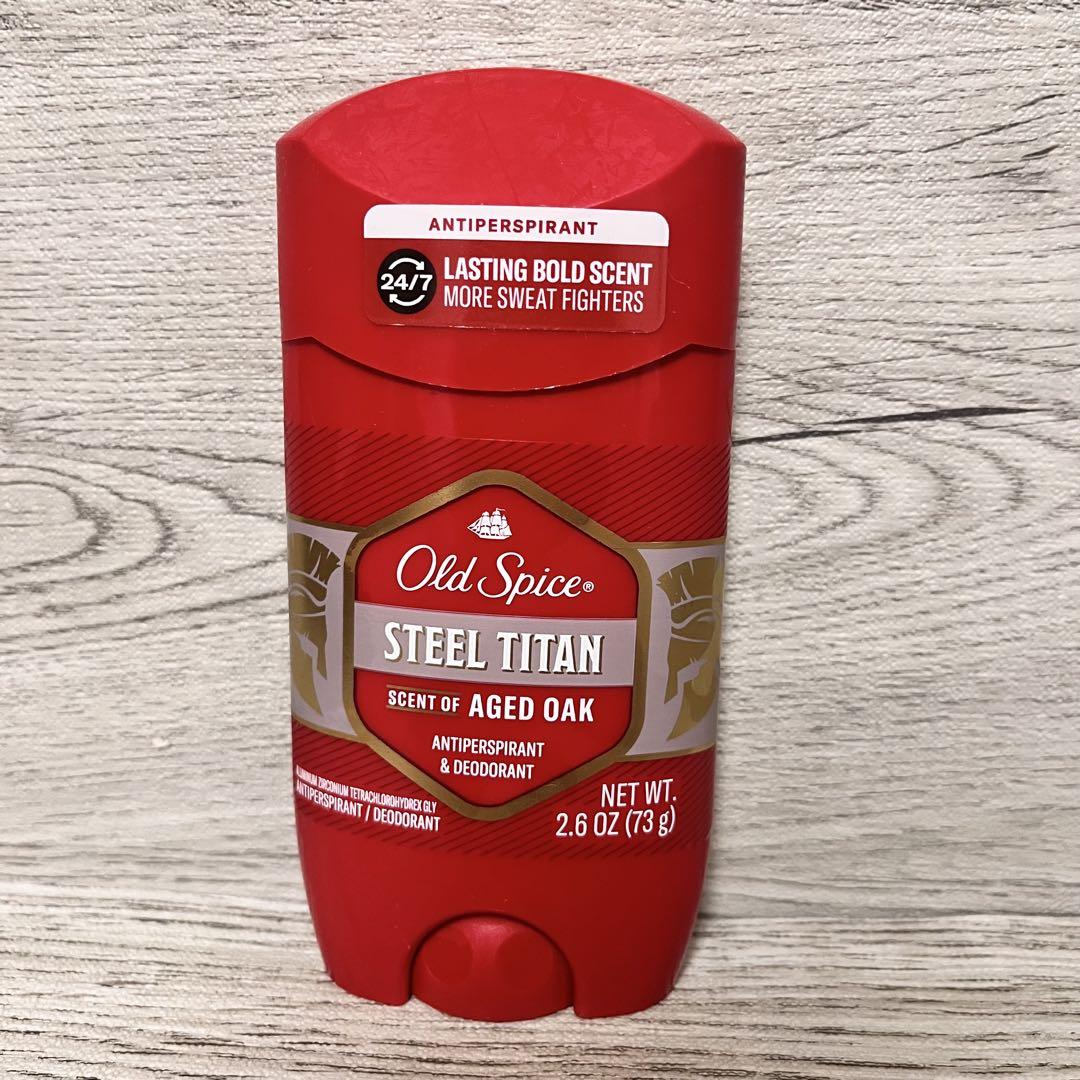 ANTIPERSPIRANT
24/7
LASTING BOLD SCENT
MORE SWEAT FIGHTERS
Old Spice®
STEEL TITAN
SCENT OF AGED OAK
ANTIPERSPIRANT
& DEODORANT
ALUMINUM ZIRCONIUM TETRACHLOROHYDREX GLY
ANTIPERSPIRANT / DEODORANT
NET WT.
2.6 OZ (73 g)